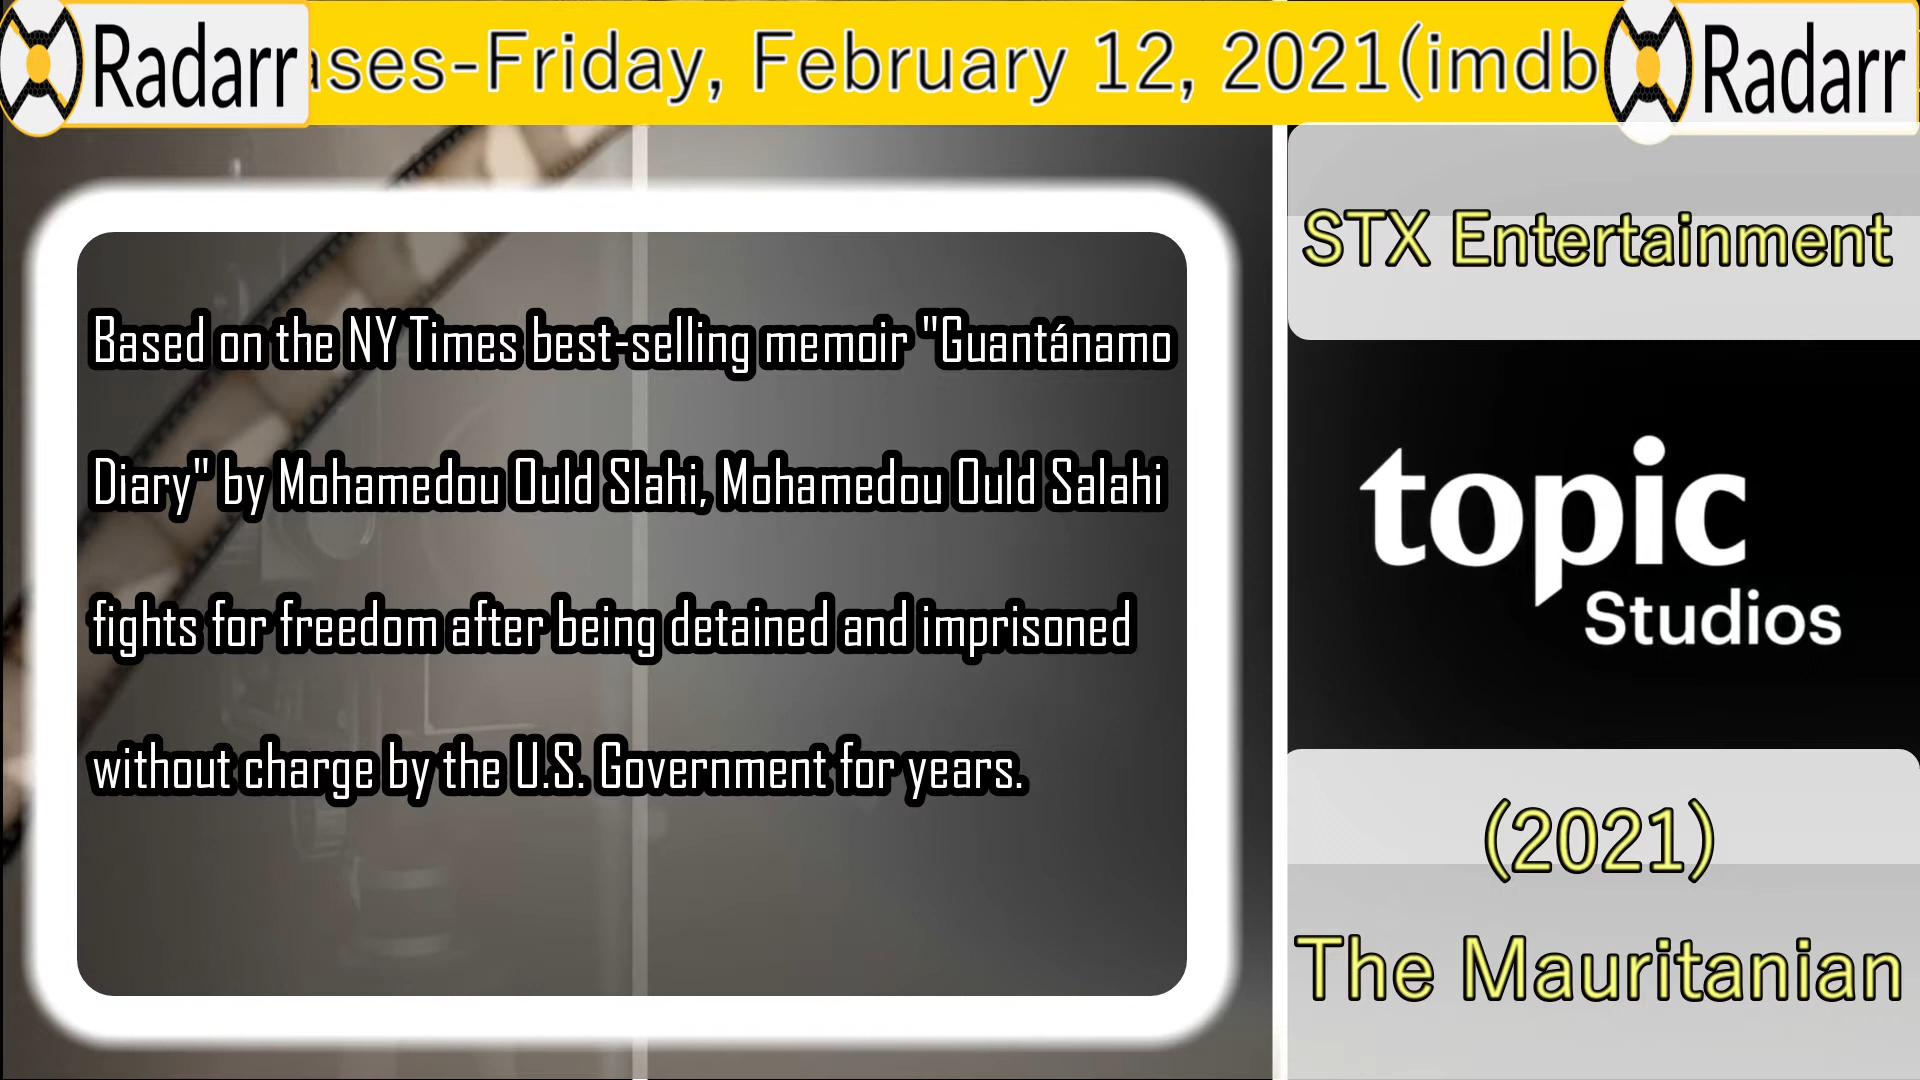 Radarr
ases-Friday, February 12, 2021(imdb
Radarr
STX Entertainment
Based on the NY Times best-selling memoir "Guantánamo
Diary" by Mohamedou Ould Slahi, Mohamedou Ould Salahi
fights for freedom after being detained and imprisoned
without charge by the U.S. Government for years.
topic
Studios
(2021)
The Mauritanian